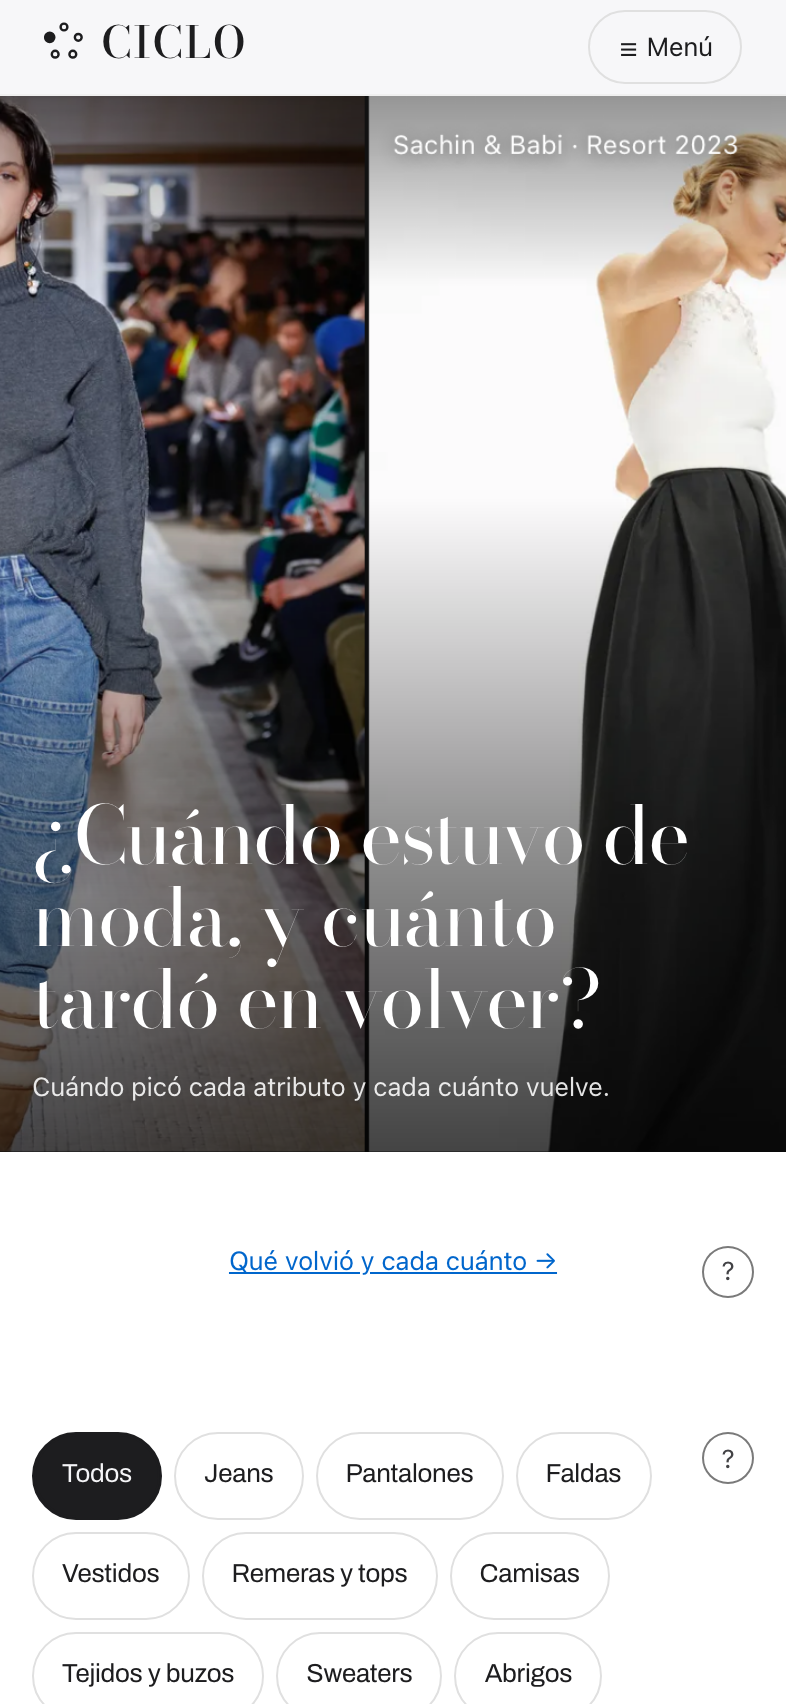 CICLO
≡ Menú
Sachin & Babi · Resort 2023
¿Cuándo estuvo de
moda, y cuánto
tardó en volver?
Cuándo picó cada atributo y cada cuánto vuelve.
Qué volvió y cada cuánto →
?
Todos
Jeans
Pantalones
Faldas
?
Vestidos
Remeras y tops
Camisas
Tejidos y buzos
Sweaters
Abrigos